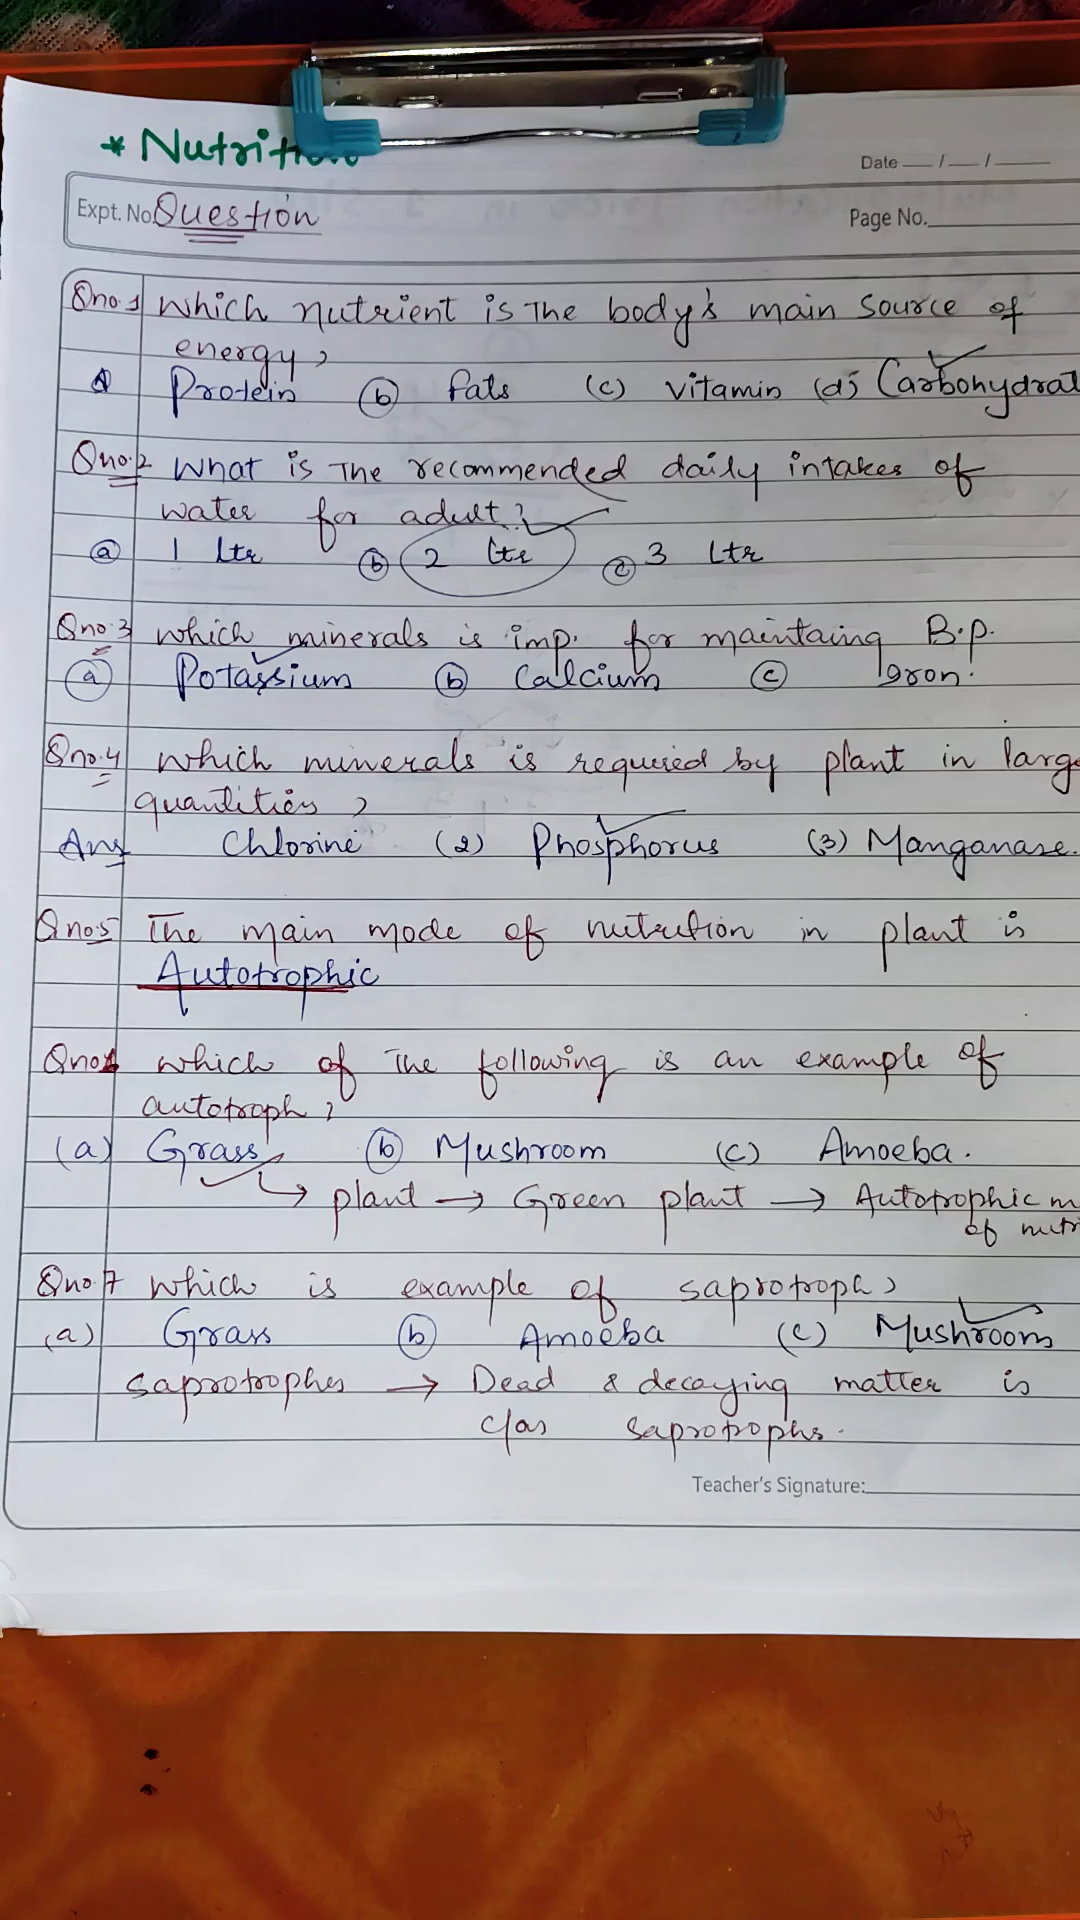 * Nutrition
Date __/__/____
Expt. No. Question
Page No.
Qno.1 Which nutrient is The body's main source of
energy,
a Protein (b) fats (c) vitamin (d) Carbohydrat
Qno.2 What is The recommended daily intakes of
water for adult?
(a) 1 Ltr (b) 2 Ltr (c) 3 Ltr
Qno.3 which minerals is imp. for maintaing B.p.
(a) Potassium (b) Calcium (c) Iron.
Qno.4 which minerals is required by plant in large
quantities,
Ans Chlorine (2) Phosphorus (3) Manganase.
Qno.5 The main mode of nutrition in plant is
Autotrophic
Qno which of The following is an example of
autotroph,
(a) Grass (b) Mushroom (c) Amoeba.
→ plant → Green plant → Autotrophic m
of nutr
Qno.7 which is example of saprotroph,
(a) Grass (b) Amoeba (c) Mushroom
saprotrophs → Dead & decaying matter is
saprotrophs.
Teacher's Signature: